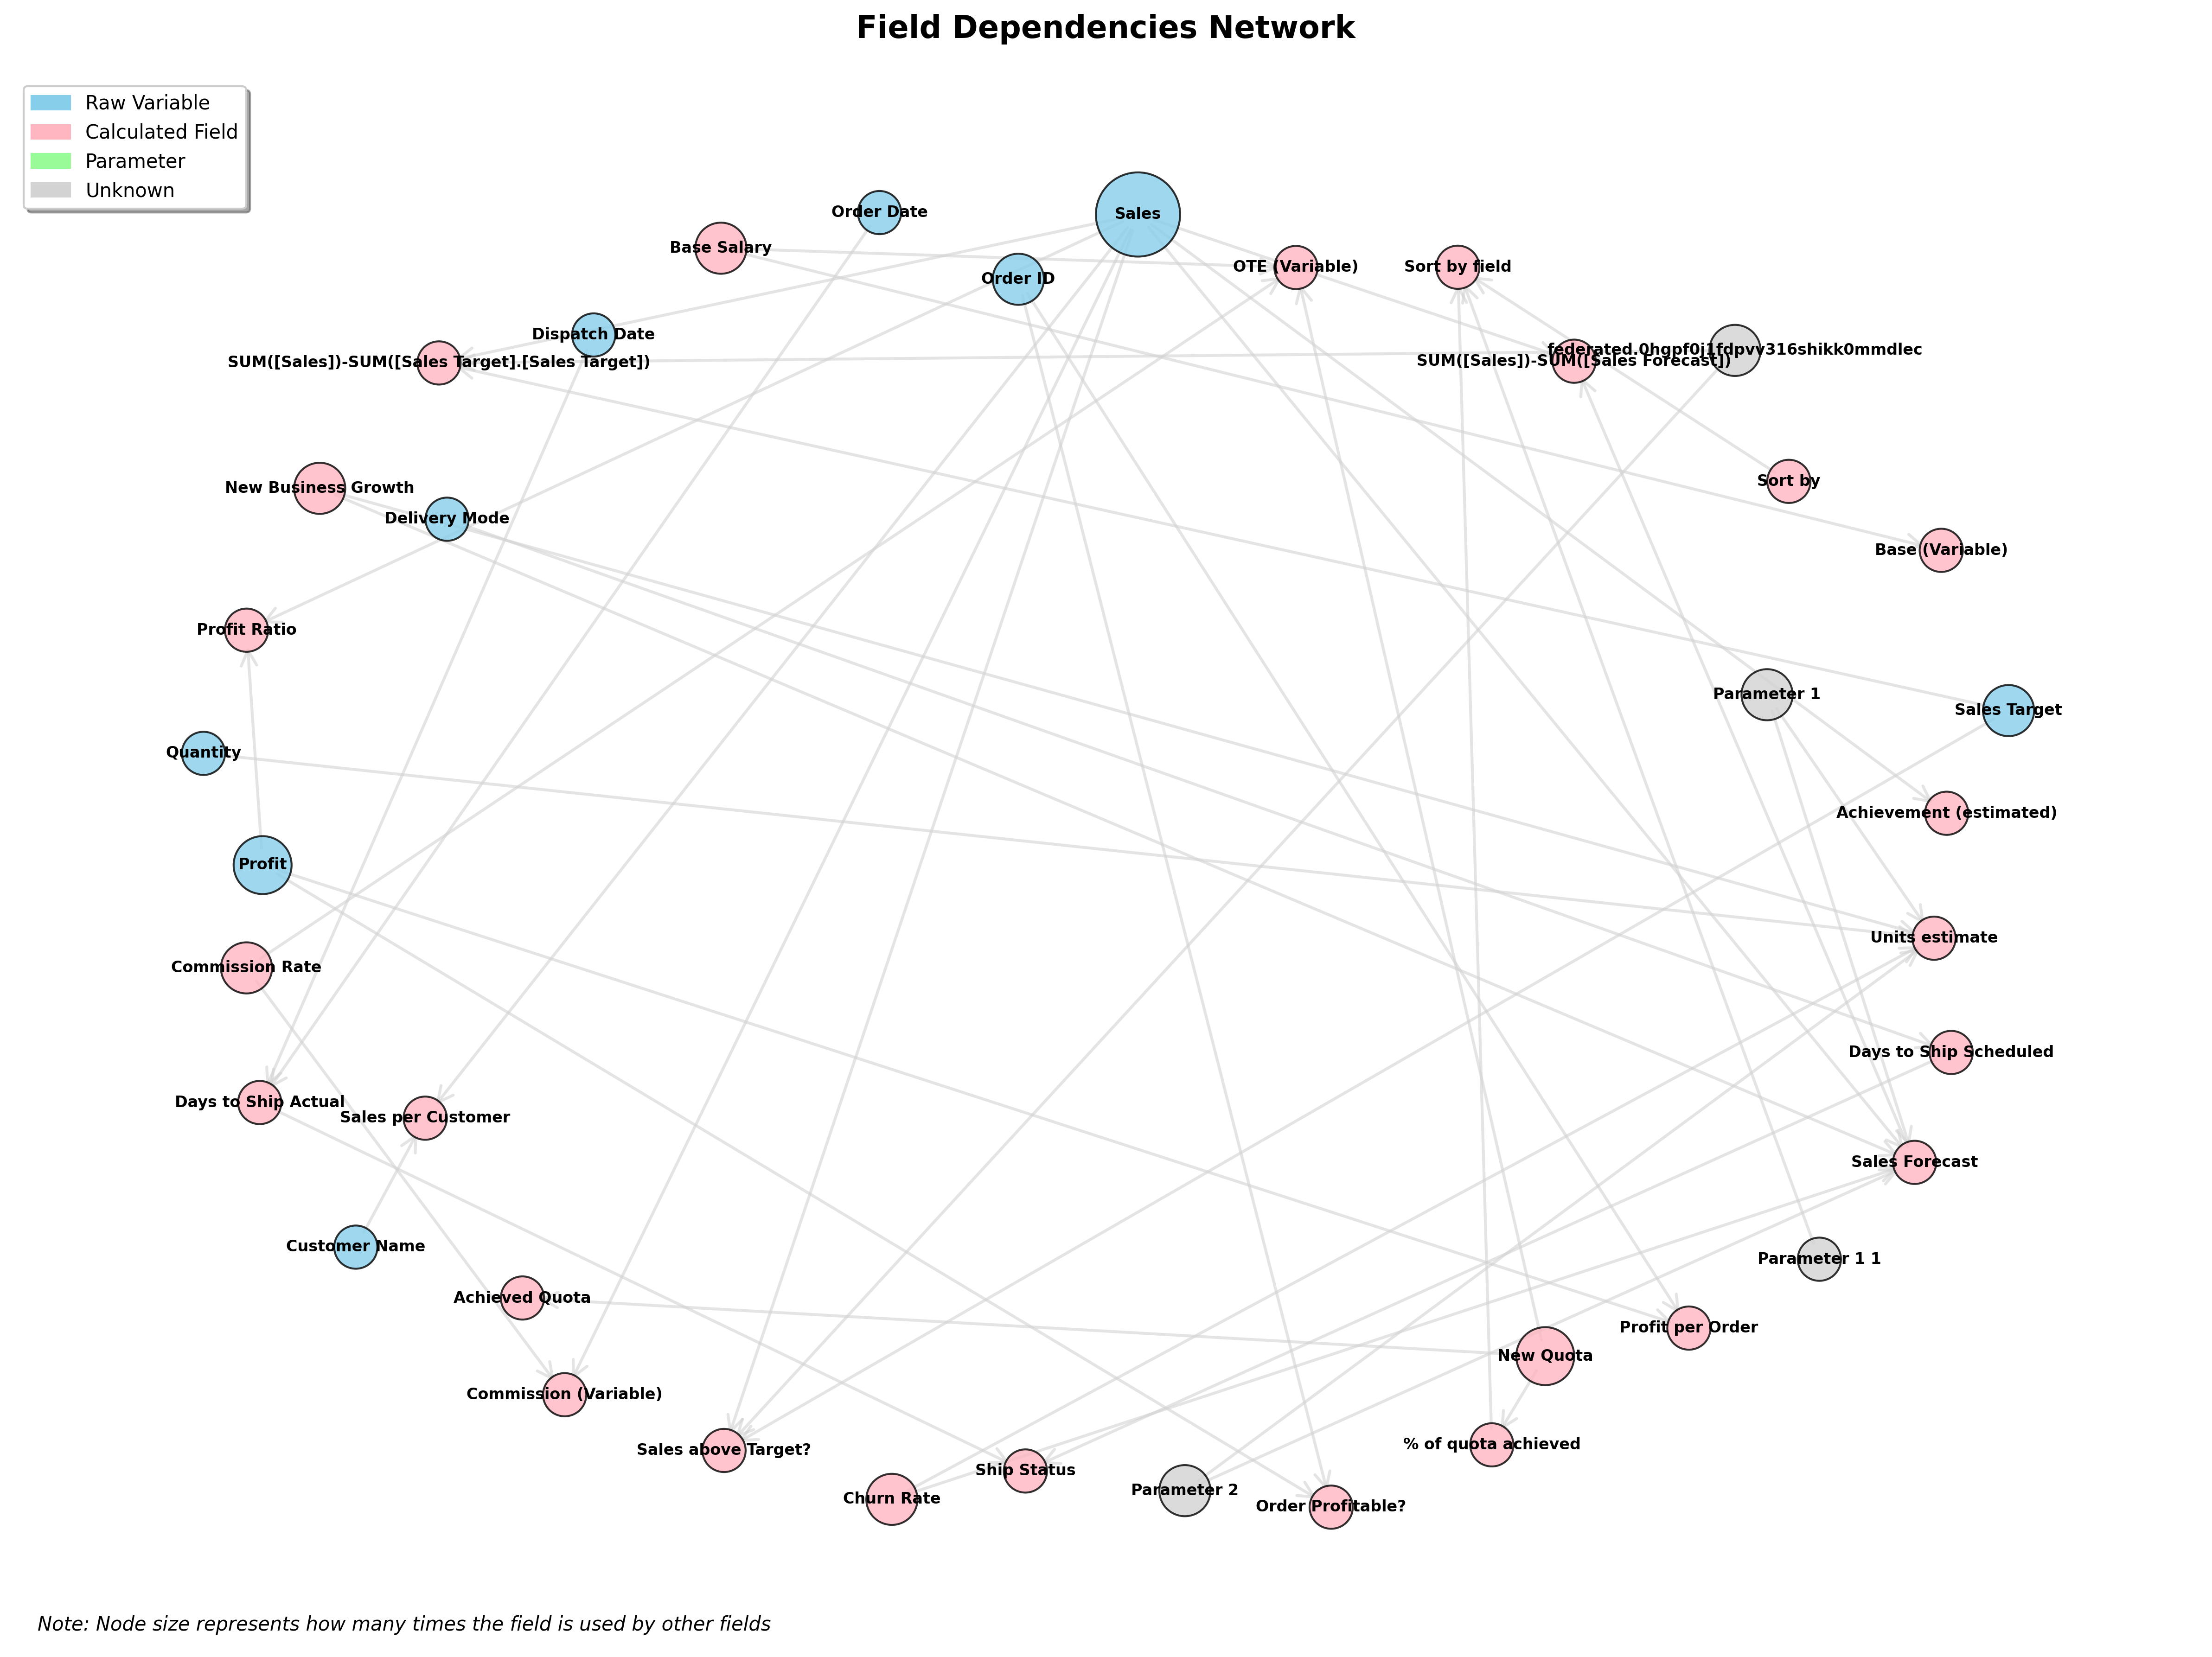 Field Dependencies Network
Raw Variable
Calculated Field
Parameter
Unknown
Order Date
Sales
Base Salary
OTE (Variable)
Sort by field
Order ID
Dispatch Date
federated.0hgpf0j1fdpvv316shikk0mmdlec
SUM([Sales])-SUM([Sales Target].[Sales Target])
SUM([Sales])-SUM([Sales Forecast])
Sort by
New Business Growth
Delivery Mode
Base (Variable)
Profit Ratio
Parameter 1
Sales Target
Quantity
Achievement (estimated)
Profit
Units estimate
Commission Rate
Days to Ship Scheduled
Days to Ship Actual
Sales per Customer
Sales Forecast
Customer Name
Parameter 1 1
Achieved Quota
Profit per Order
New Quota
Commission (Variable)
Sales above Target?
% of quota achieved
Ship Status
Churn Rate
Parameter 2
Order Profitable?
Note: Node size represents how many times the field is used by other fields